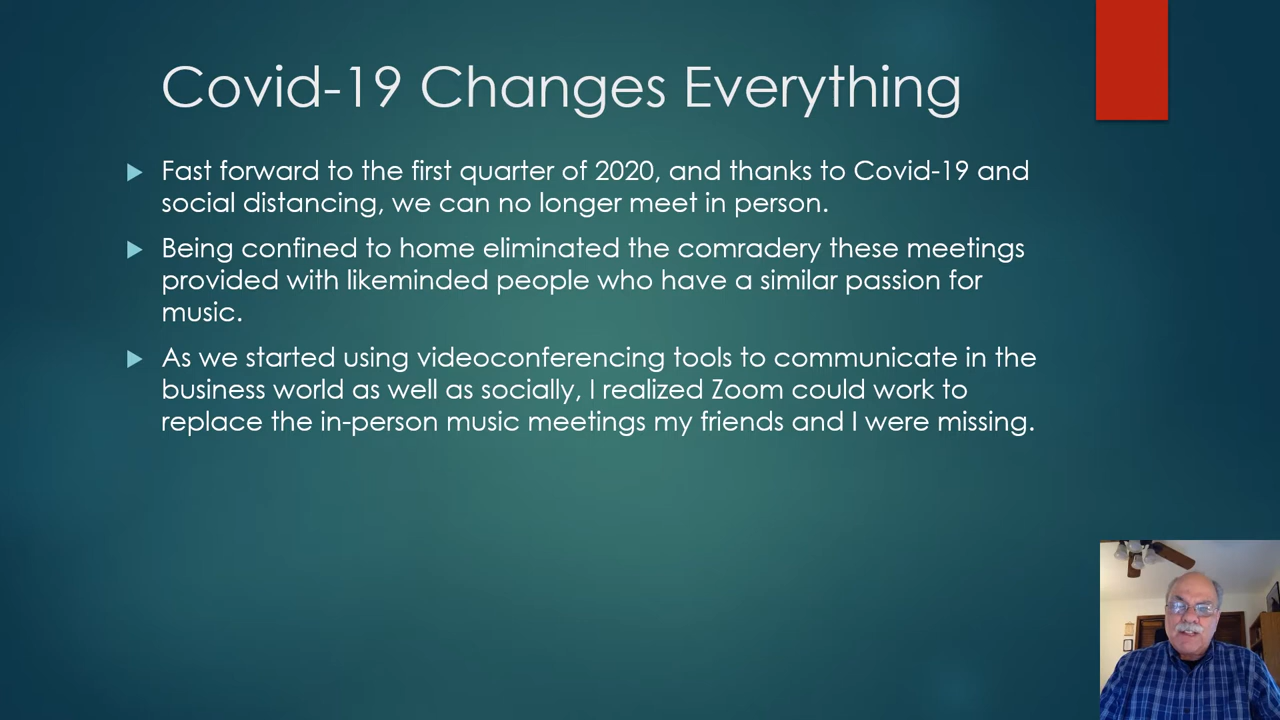 Covid-19 Changes Everything
Fast forward to the first quarter of 2020, and thanks to Covid-19 and
social distancing, we can no longer meet in person.
Being confined to home eliminated the comradery these meetings
provided with likeminded people who have a similar passion for
music.
As we started using videoconferencing tools to communicate in the
business world as well as socially, I realized Zoom could work to
replace the in-person music meetings my friends and I were missing.